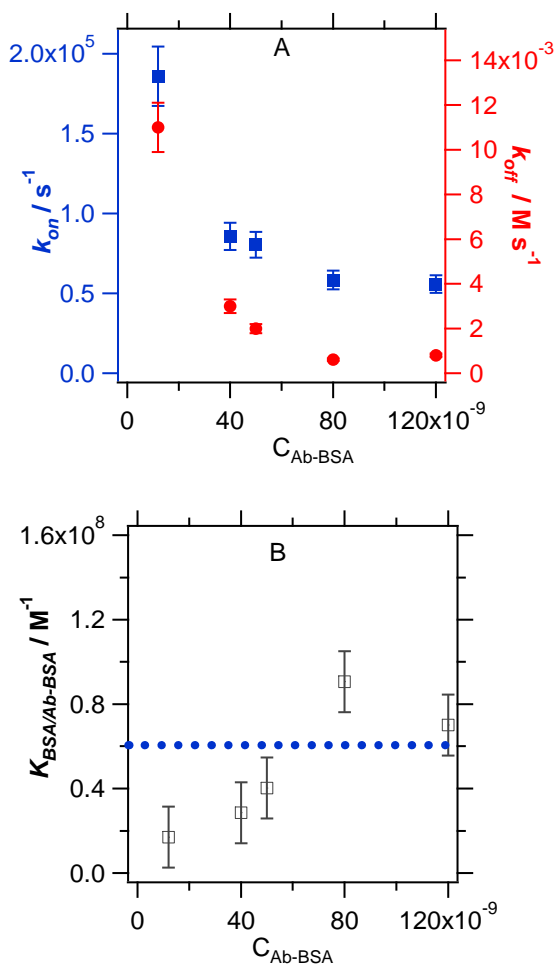 A
2.0x10^5
1.5
1.0
0.5
0.0
k_on / s^-1
14x10^-3
12
10
8
6
4
2
0
k_off / M s^-1
0 40 80 120x10^-9
C_Ab-BSA
B
1.6x10^8
1.2
0.8
0.4
0.0
K_BSA/Ab-BSA / M^-1
0 40 80 120x10^-9
C_Ab-BSA